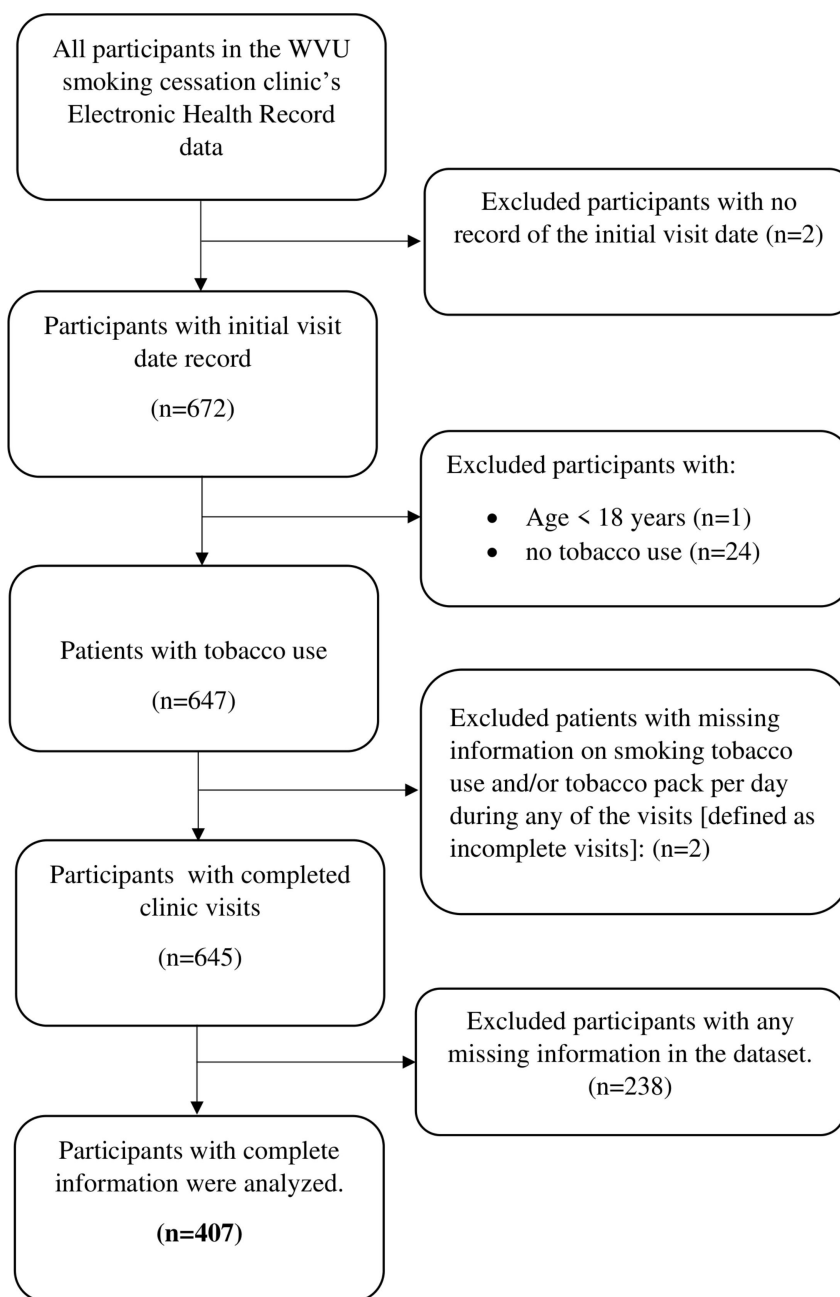 All participants in the WVU
smoking cessation clinic’s
Electronic Health Record
data
Excluded participants with no
record of the initial visit date (n=2)
Participants with initial visit
date record
(n=672)
Excluded participants with:
• Age < 18 years (n=1)
• no tobacco use (n=24)
Patients with tobacco use
(n=647)
Excluded patients with missing
information on smoking tobacco
use and/or tobacco pack per day
during any of the visits [defined as
incomplete visits]: (n=2)
Participants with completed
clinic visits
(n=645)
Excluded participants with any
missing information in the dataset.
(n=238)
Participants with complete
information were analyzed.
(n=407)